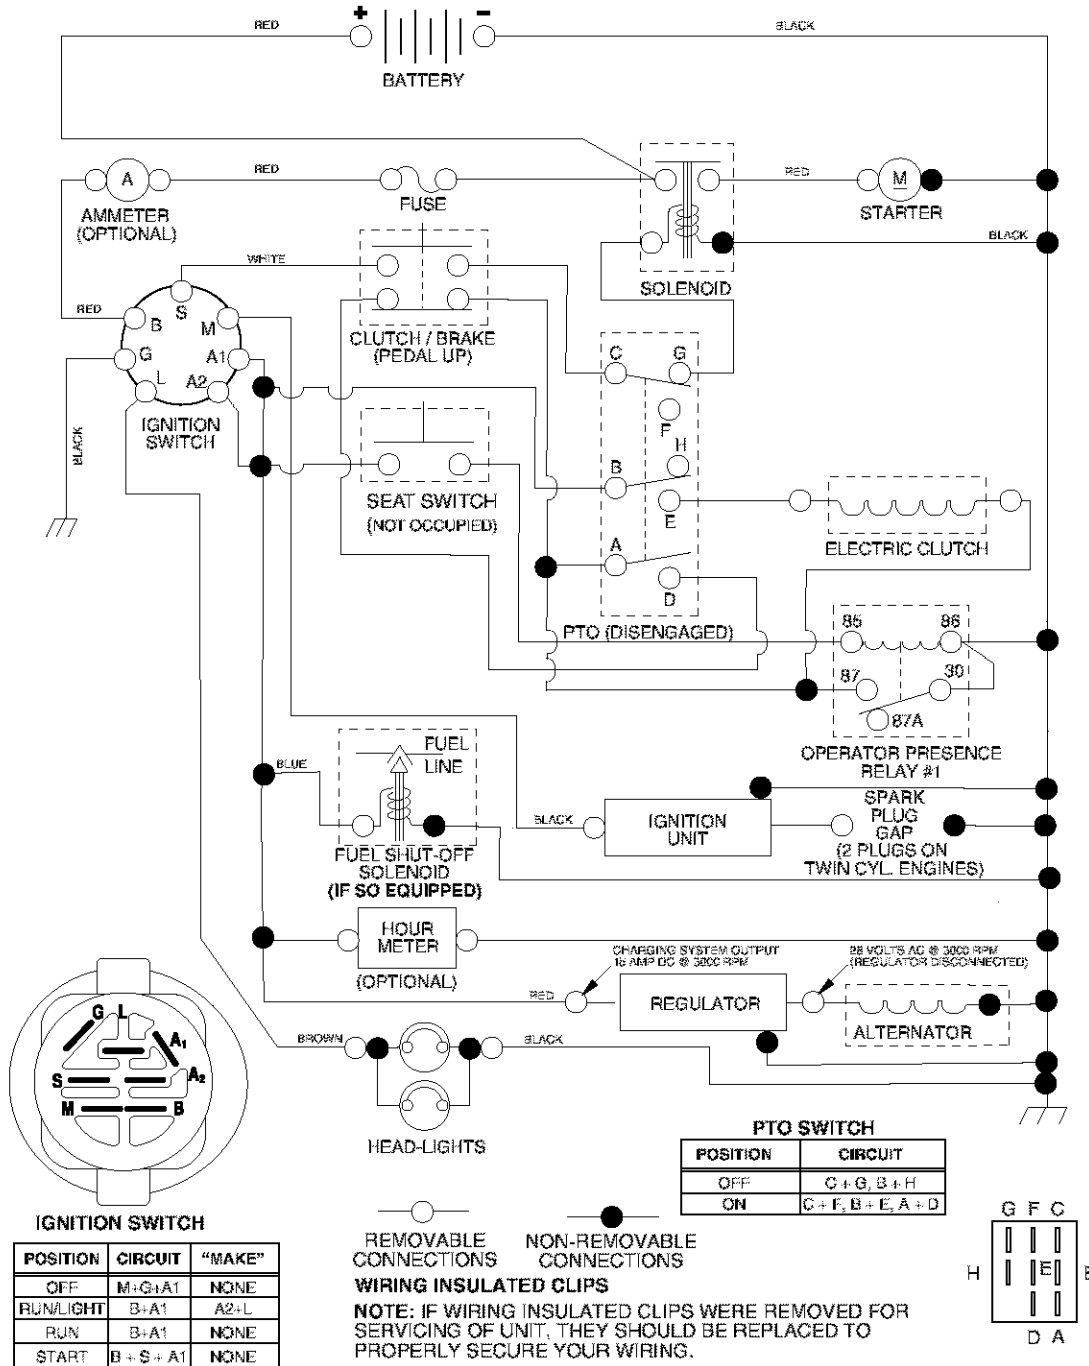 RED
+
-
BLACK
BATTERY
A
RED
AMMETER
(OPTIONAL)
FUSE
SOLENOID
RED
M
STARTER
BLACK
WHITE
CLUTCH / BRAKE
(PEDAL UP)
RED
S
B
M
G
A1
L
A2
IGNITION
SWITCH
BLACK
SEAT SWITCH
(NOT OCCUPIED)
C
G
F
H
B
E
A
D
PTO (DISENGAGED)
ELECTRIC CLUTCH
85
86
87
30
87A
OPERATOR PRESENCE
RELAY #1
BLUE
FUEL
LINE
FUEL SHUT-OFF
SOLENOID
(IF SO EQUIPPED)
BLACK
IGNITION
UNIT
SPARK
PLUG
GAP
(2 PLUGS ON
TWIN CYL. ENGINES)
HOUR
METER
(OPTIONAL)
CHARGING SYSTEM OUTPUT
15 AMP DC @ 3600 RPM
28 VOLTS AC @ 3600 RPM
(REGULATOR DISCONNECTED)
RED
REGULATOR
ALTERNATOR
BROWN
BLACK
HEAD-LIGHTS
G
L
A1
A2
S
M
B
IGNITION SWITCH
POSITION CIRCUIT "MAKE"
OFF M+G+A1 NONE
RUN/LIGHT B+A1 A2+L
RUN B+A1 NONE
START B + S + A1 NONE
PTO SWITCH
POSITION CIRCUIT
OFF C + G, B + H
ON C + F, B + E, A + D
REMOVABLE
CONNECTIONS
NON-REMOVABLE
CONNECTIONS
WIRING INSULATED CLIPS
NOTE: IF WIRING INSULATED CLIPS WERE REMOVED FOR
SERVICING OF UNIT, THEY SHOULD BE REPLACED TO
PROPERLY SECURE YOUR WIRING.
G F C
H
E
D A